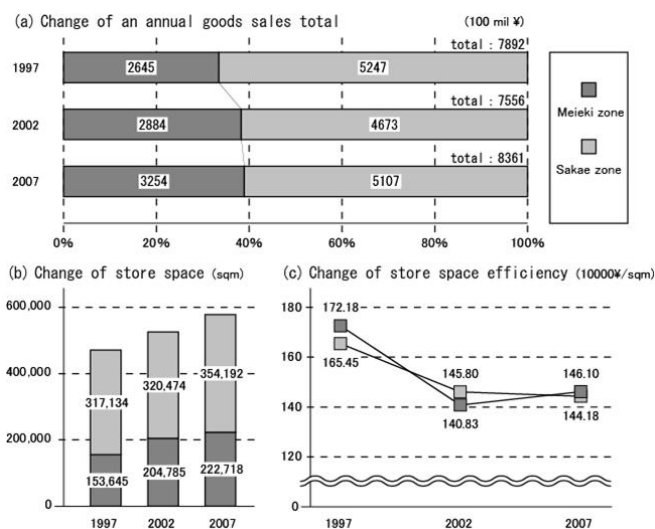 (a) Change of an annual goods sales total (100 mil ¥)
total : 7892
1997 2645 5247
total : 7556
2002 2884 4673
total : 8361
2007 3254 5107
0% 20% 40% 60% 80% 100%
Meieki zone
Sakae zone
(b) Change of store space (sqm)
600,000
400,000
200,000
0
317,134 320,474 354,192
153,645 204,785 222,718
1997 2002 2007
(c) Change of store space efficiency (10000¥/sqm)
180
160
140
120
0
172.18
165.45
145.80
140.83
146.10
144.18
1997 2002 2007